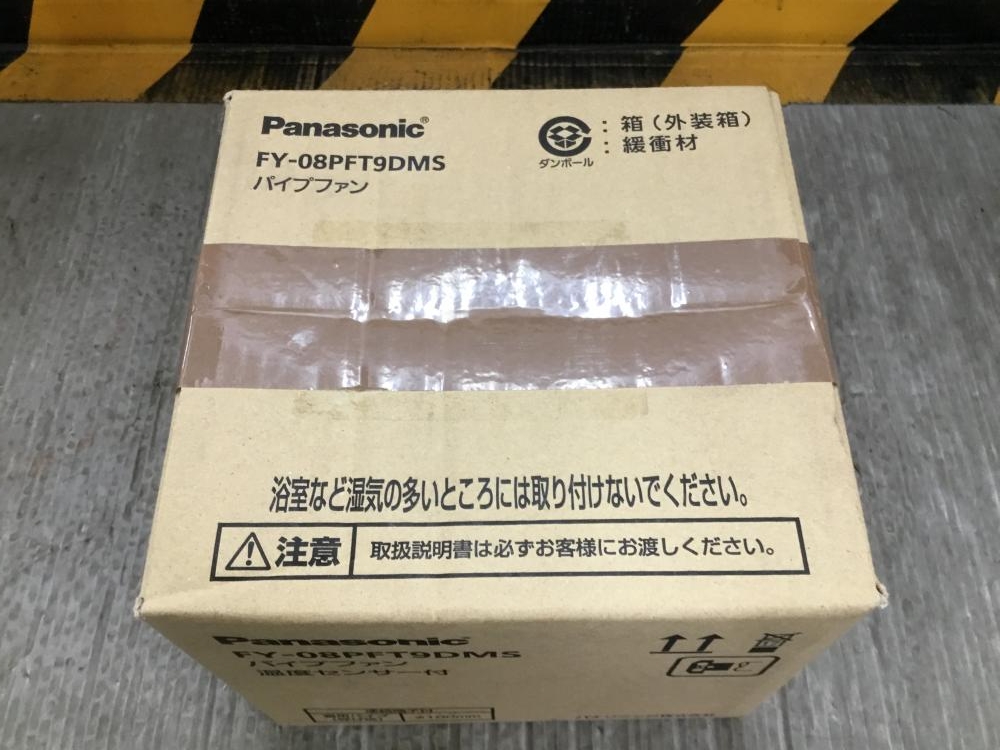 Panasonic®
FY-08PFT9DMS
パイプファン
ダンボール
：箱（外装箱）
：緩衝材
浴室など湿気の多いところには取り付けないでください。
注意
取扱説明書は必ずお客様にお渡しください。
Panasonic
FY-08PFT9DMS
パイプファン
温度センサー付